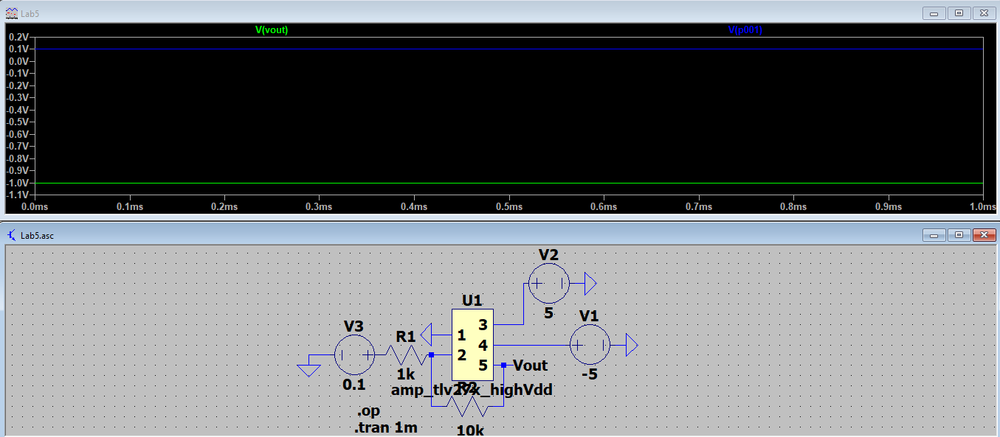 Lab5
V(vout) V(p001)
0.2V
0.1V
0.0V
-0.1V
-0.2V
-0.3V
-0.4V
-0.5V
-0.6V
-0.7V
-0.8V
-0.9V
-1.0V
-1.1V
0.0ms 0.1ms 0.2ms 0.3ms 0.4ms 0.5ms 0.6ms 0.7ms 0.8ms 0.9ms 1.0ms
Lab5.asc
V2
5
U1
V1
-5
V3
0.1
R1
1k
1
2
3
4
5
Vout
amp_tlv27x_highVdd
R2
10k
.op
.tran 1m